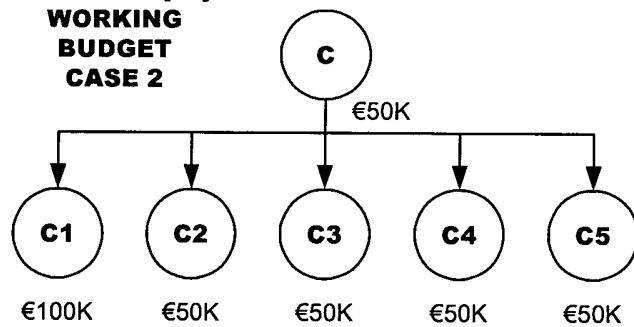 WORKING
BUDGET
CASE 2
C
€50K
C1 C2 C3 C4 C5
€100K €50K €50K €50K €50K